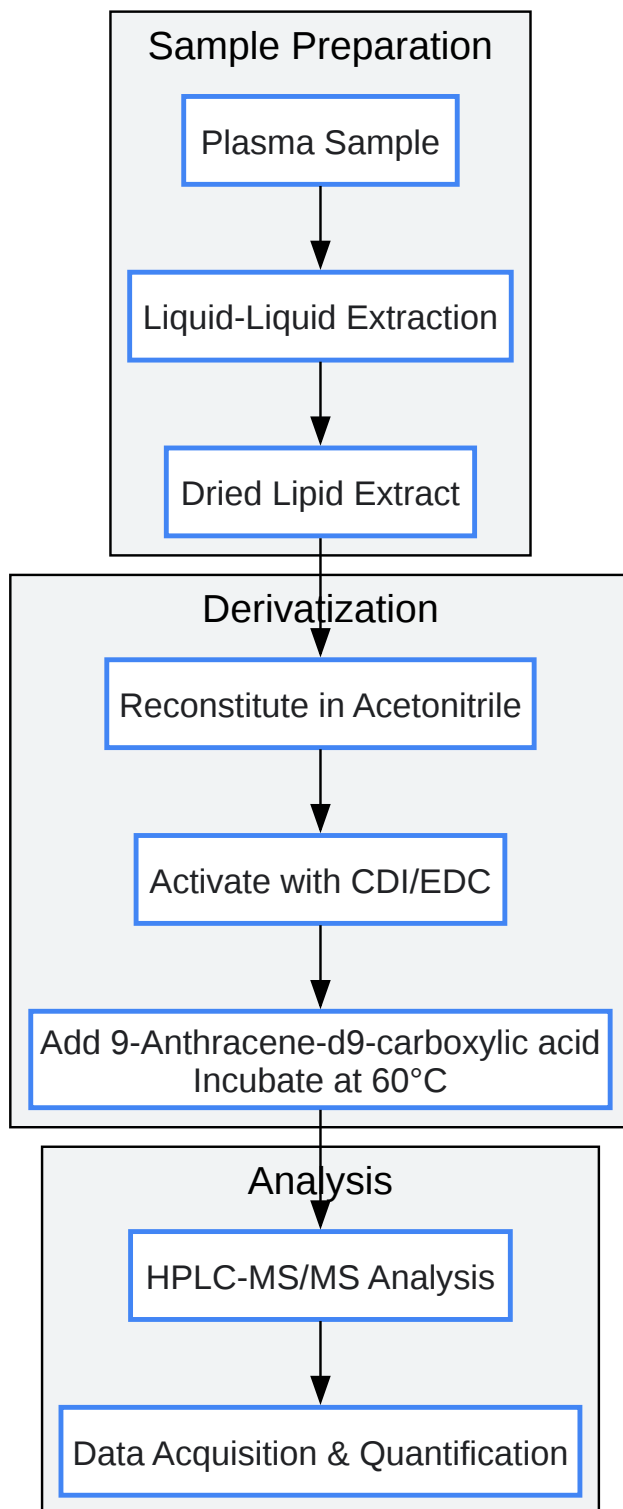 Sample Preparation
Plasma Sample
Liquid-Liquid Extraction
Dried Lipid Extract
Derivatization
Reconstitute in Acetonitrile
Activate with CDI/EDC
Add 9-Anthracene-d9-carboxylic acid
Incubate at 60°C
Analysis
HPLC-MS/MS Analysis
Data Acquisition & Quantification